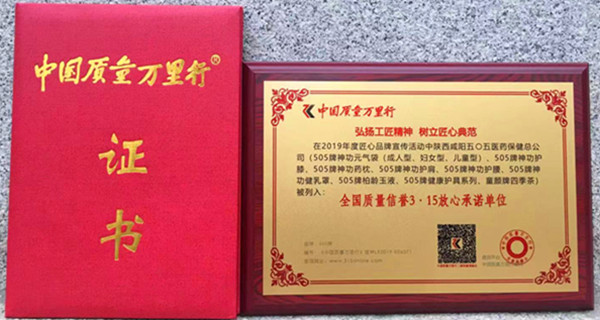 中国质量万里行®
证
书
中国质量万里行
弘扬工匠精神 树立匠心典范
在2019年度匠心品牌宣传活动中陕西咸阳五〇五医药保健总
公司（505牌神功元气袋（成人型、妇女型、儿童型）、505牌神功护
膝、505牌神功药枕、505牌神功护肩、505牌神功护腰、505牌神
功健乳罩、505牌柏龄玉液、505牌健康护具系列、童颜牌四季茶）
被列入：
全国质量信誉3·15放心承诺单位